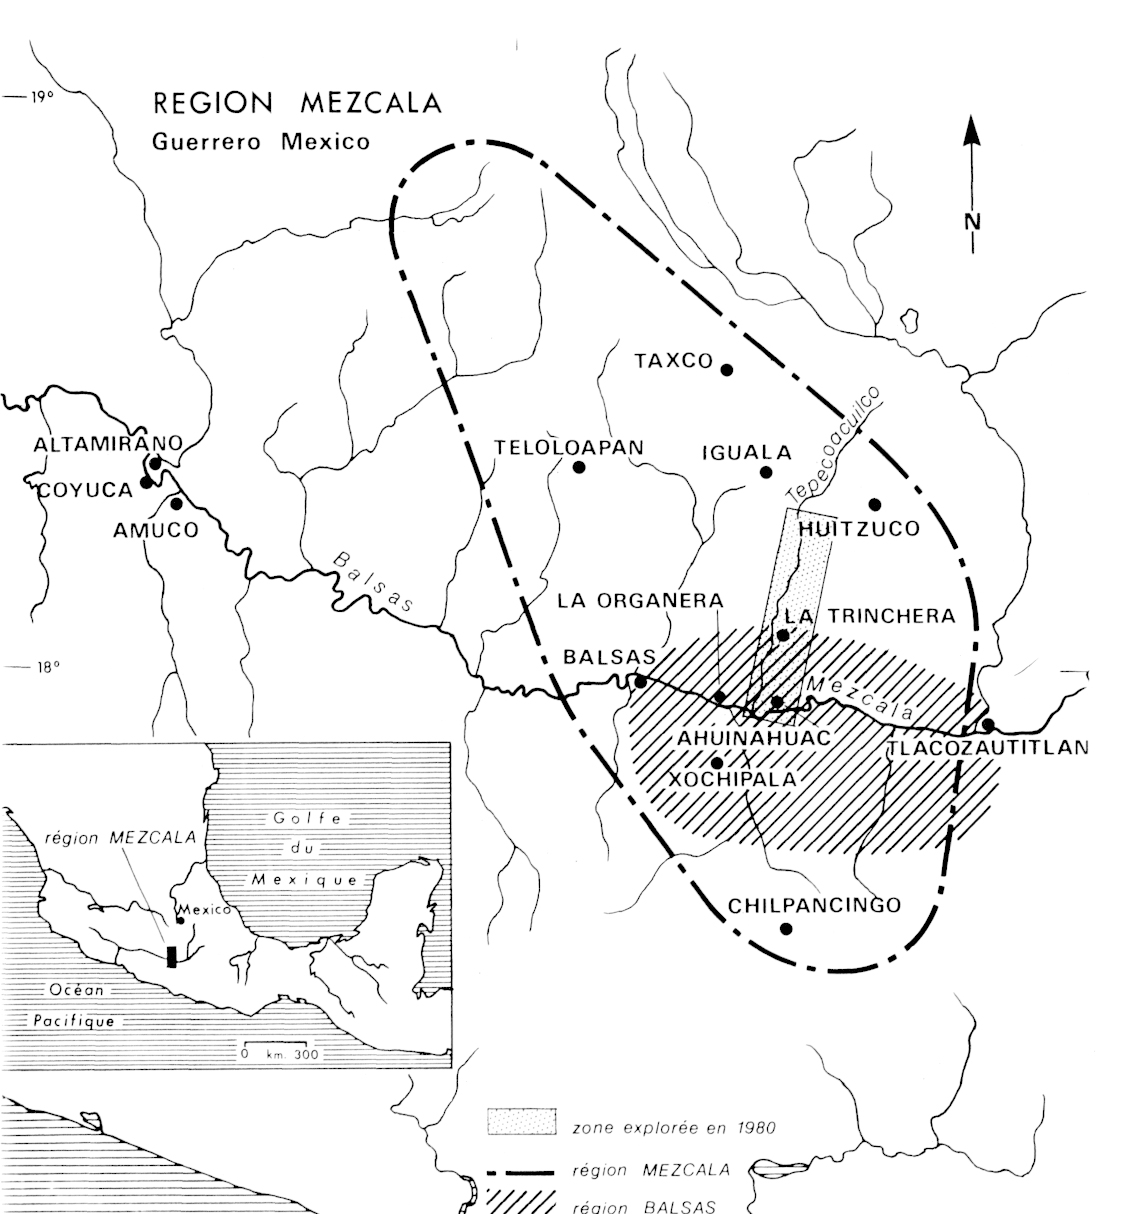 19°
REGION MEZCALA
Guerrero Mexico
N
TAXCO
Tepecoacuilco
ALTAMIRANO
TELOLOAPAN
IGUALA
COYUCA
AMUCO
HUITZUCO
Balsas
LA ORGANERA
LA TRINCHERA
18°
BALSAS
Mezcala
AHUINAHUAC
TLACOZAUTITLAN
XOCHIPALA
CHILPANCINGO
Golfe
du
Mexique
région MEZCALA
Mexico
Océan
Pacifique
0 km. 300
zone explorée en 1980
région MEZCALA
région BALSAS